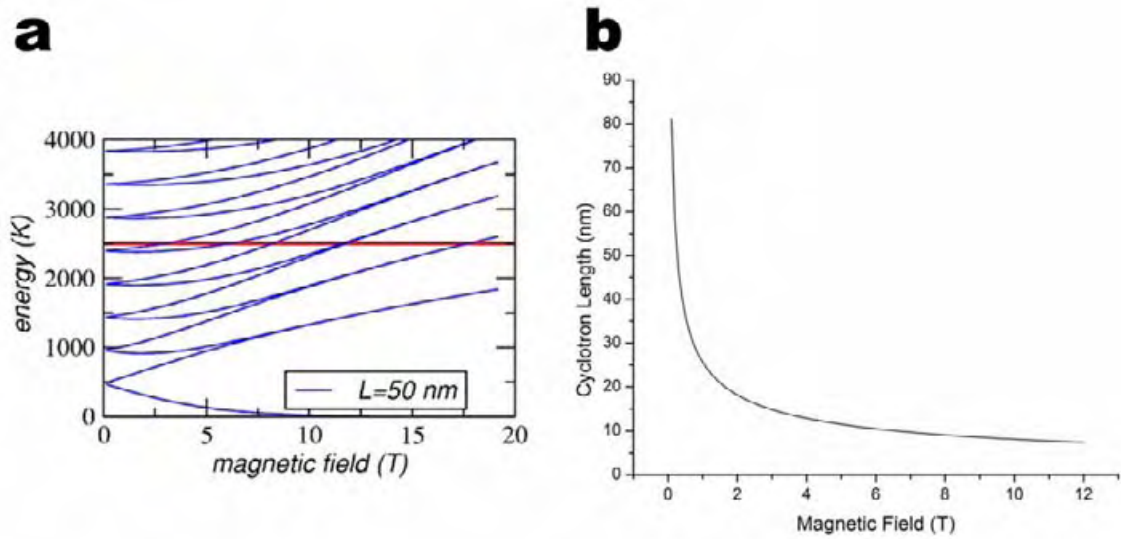 a
4000
3000
2000
1000
0
energy (K)
L=50 nm
0 5 10 15 20
magnetic field (T)
b
90
80
70
60
50
40
30
20
10
0
Cyclotron Length (nm)
0 2 4 6 8 10 12
Magnetic Field (T)